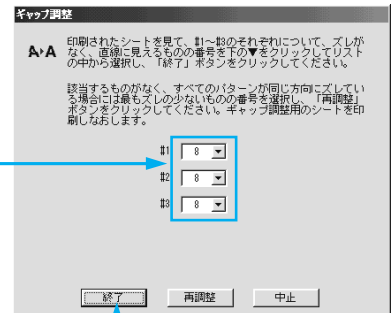 ギャップ調整
A▸A
印刷されたシートを見て、#1~#3のそれぞれについて、ズレが
なく、直線に見えるものの番号を下の▼をクリックしてリスト
の中から選択し、「終了」ボタンをクリックしてください。
該当するものがなく、すべてのパターンが同じ方向にズレてい
る場合には最もズレの少ないものの番号を選択し、「再調整」
ボタンをクリックしてください。ギャップ調整用のシートを印
刷しなおします。
#1 8
#2 8
#3 8
終了 再調整 中止